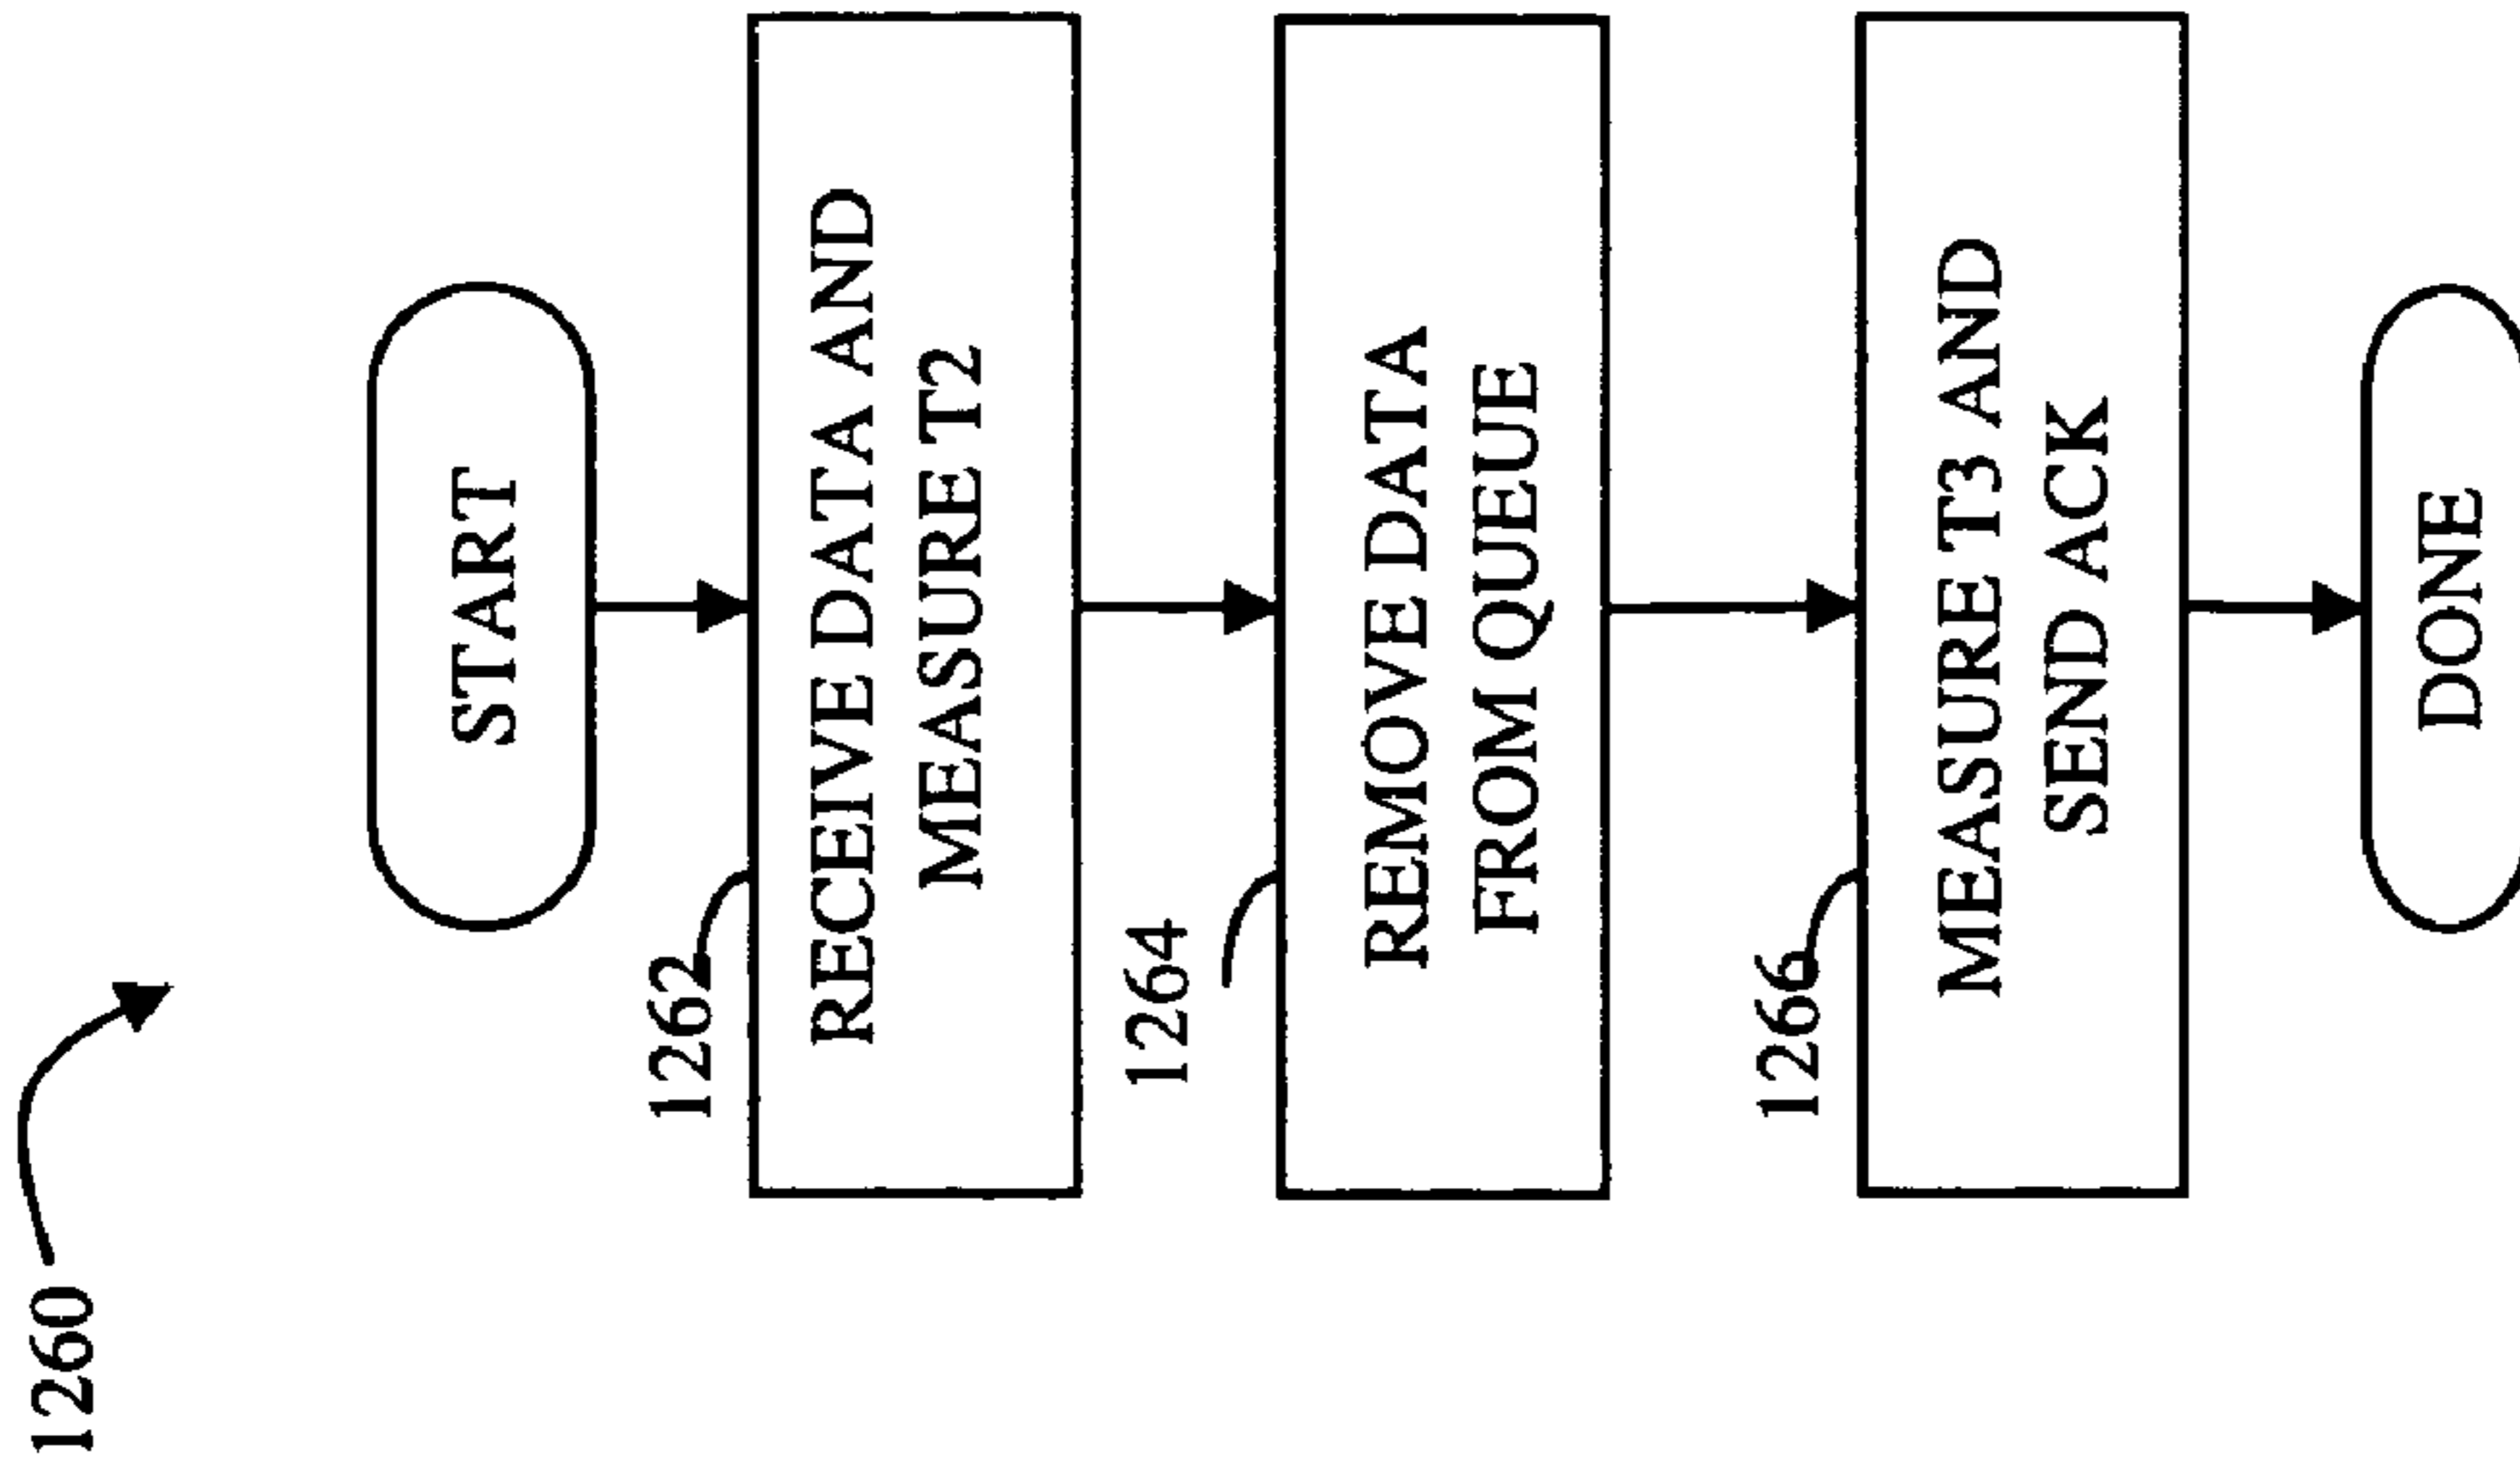 1260
START
1262
RECEIVE DATA AND
MEASURE T2
1264
REMOVE DATA
FROM QUEUE
1266
MEASURE T3 AND
SEND ACK
DONE